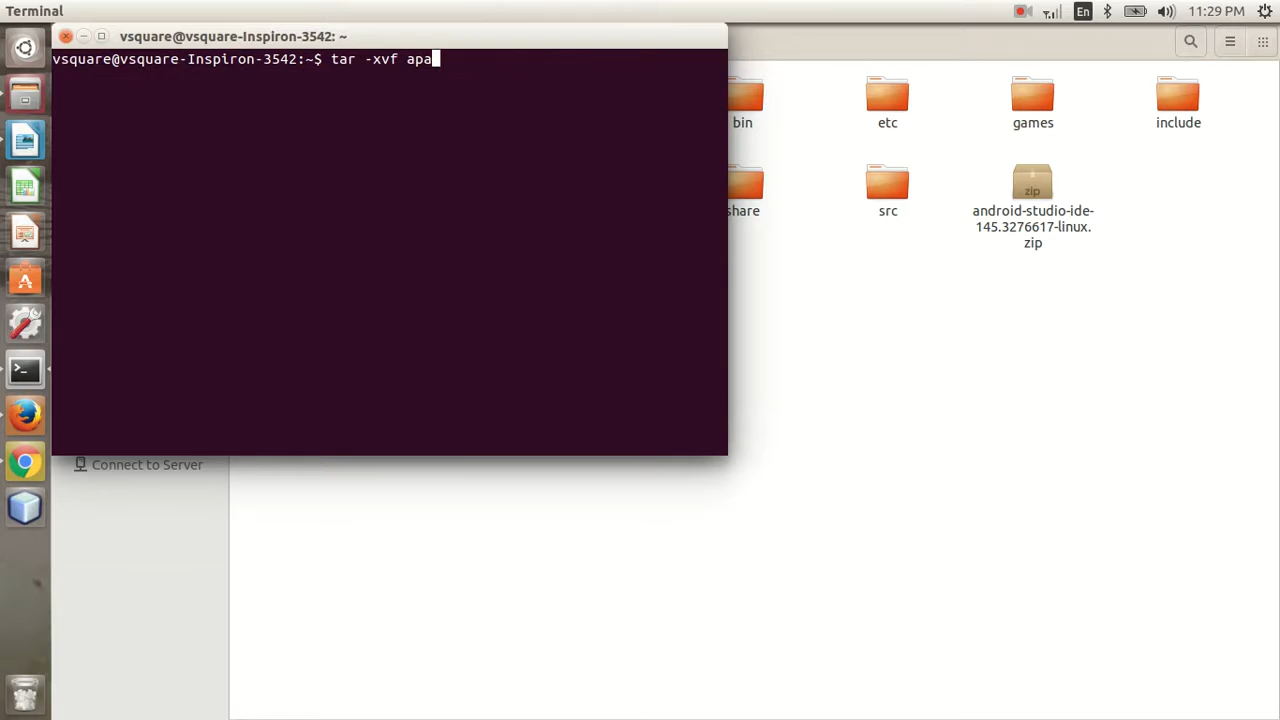 Terminal
En
11:29 PM
vsquare@vsquare-Inspiron-3542: ~
vsquare@vsquare-Inspiron-3542:~$ tar -xvf apa
bin
etc
games
include
share
src
zip
android-studio-ide-
145.3276617-linux.
zip
Connect to Server